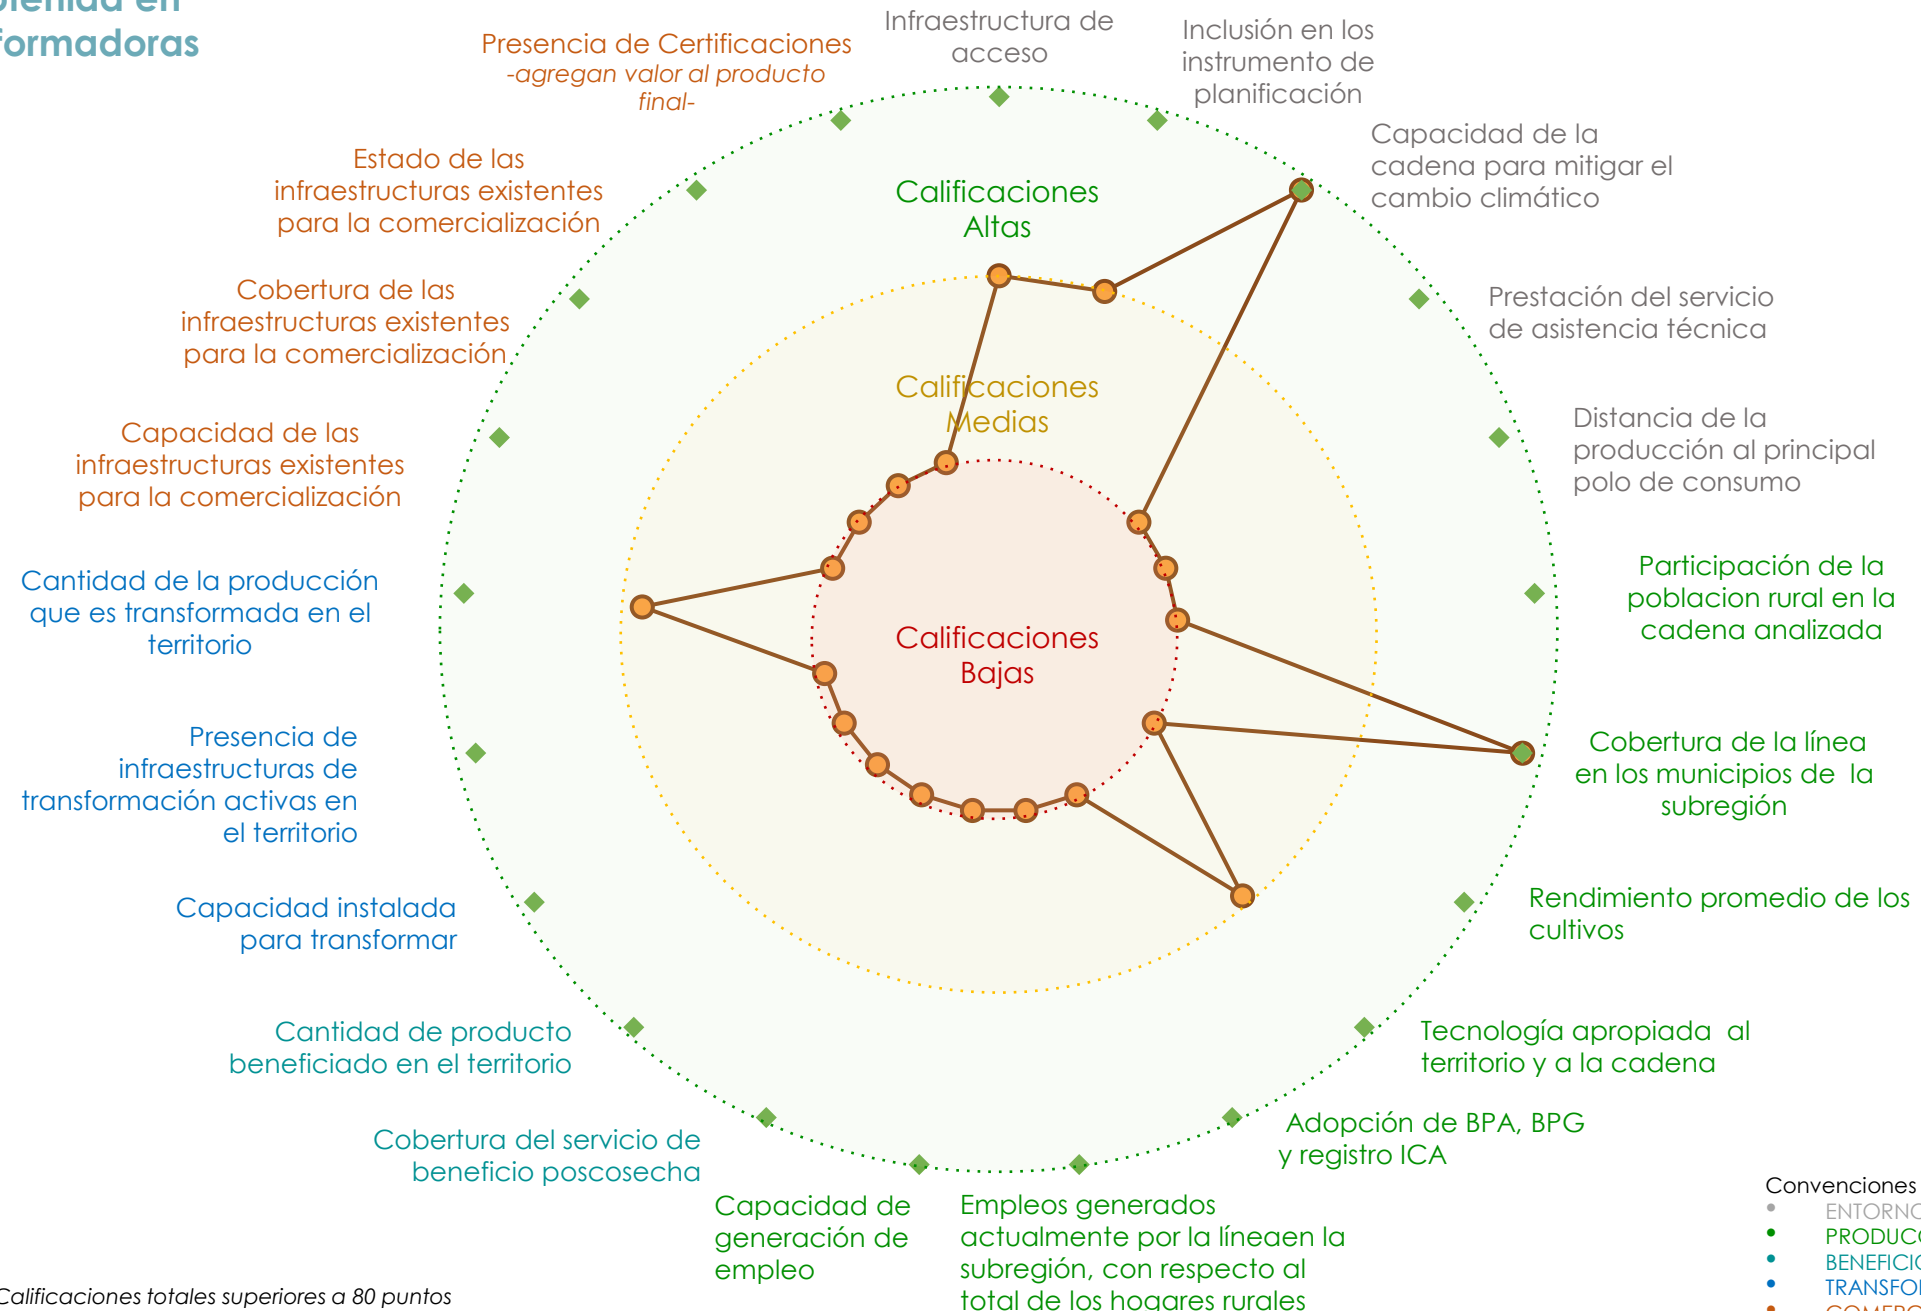 formadoras
Presencia de Certificaciones
-agregan valor al producto
final-
Infraestructura de
acceso
Inclusión en los
instrumento de
planificación
Capacidad de la
cadena para mitigar el
cambio climático
Estado de las
infraestructuras existentes
para la comercialización
Calificaciones
Altas
Cobertura de las
infraestructuras existentes
para la comercialización
Prestación del servicio
de asistencia técnica
Calificaciones
Medias
Capacidad de las
infraestructuras existentes
para la comercialización
Distancia de la
producción al principal
polo de consumo
Cantidad de la producción
que es transformada en el
territorio
Participación de la
poblacion rural en la
cadena analizada
Calificaciones
Bajas
Presencia de
infraestructuras de
transformación activas en
el territorio
Cobertura de la línea
en los municipios de la
subregión
Capacidad instalada
para transformar
Rendimiento promedio de los
cultivos
Cantidad de producto
beneficiado en el territorio
Tecnología apropiada al
territorio y a la cadena
Cobertura del servicio de
beneficio poscosecha
Adopción de BPA, BPG
y registro ICA
Capacidad de
generación de
empleo
Empleos generados
actualmente por la líneaen la
subregión, con respecto al
total de los hogares rurales
Convenciones
ENTORNO
PRODUCC
BENEFICIO
TRANSFOR
Calificaciones totales superiores a 80 puntos